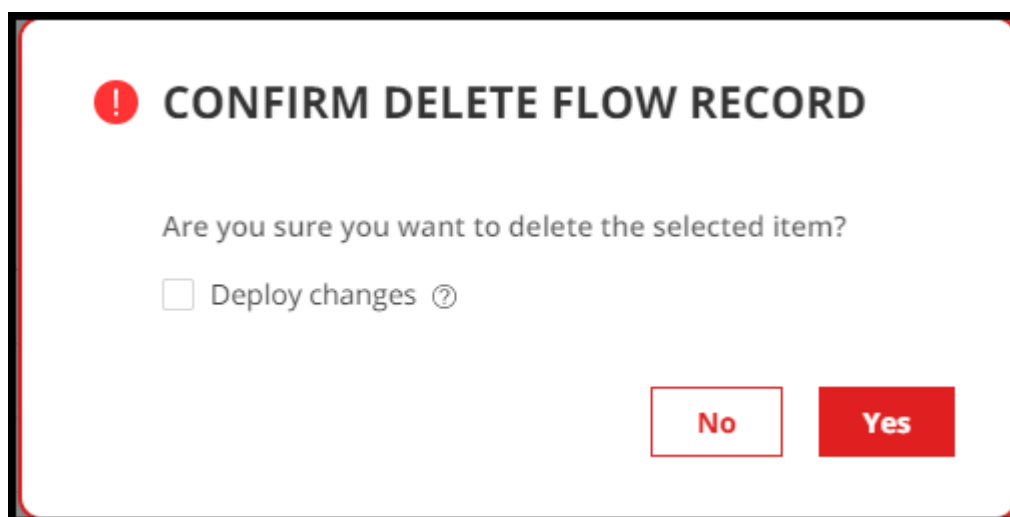 CONFIRM DELETE FLOW RECORD
Are you sure you want to delete the selected item?
Deploy changes
No Yes